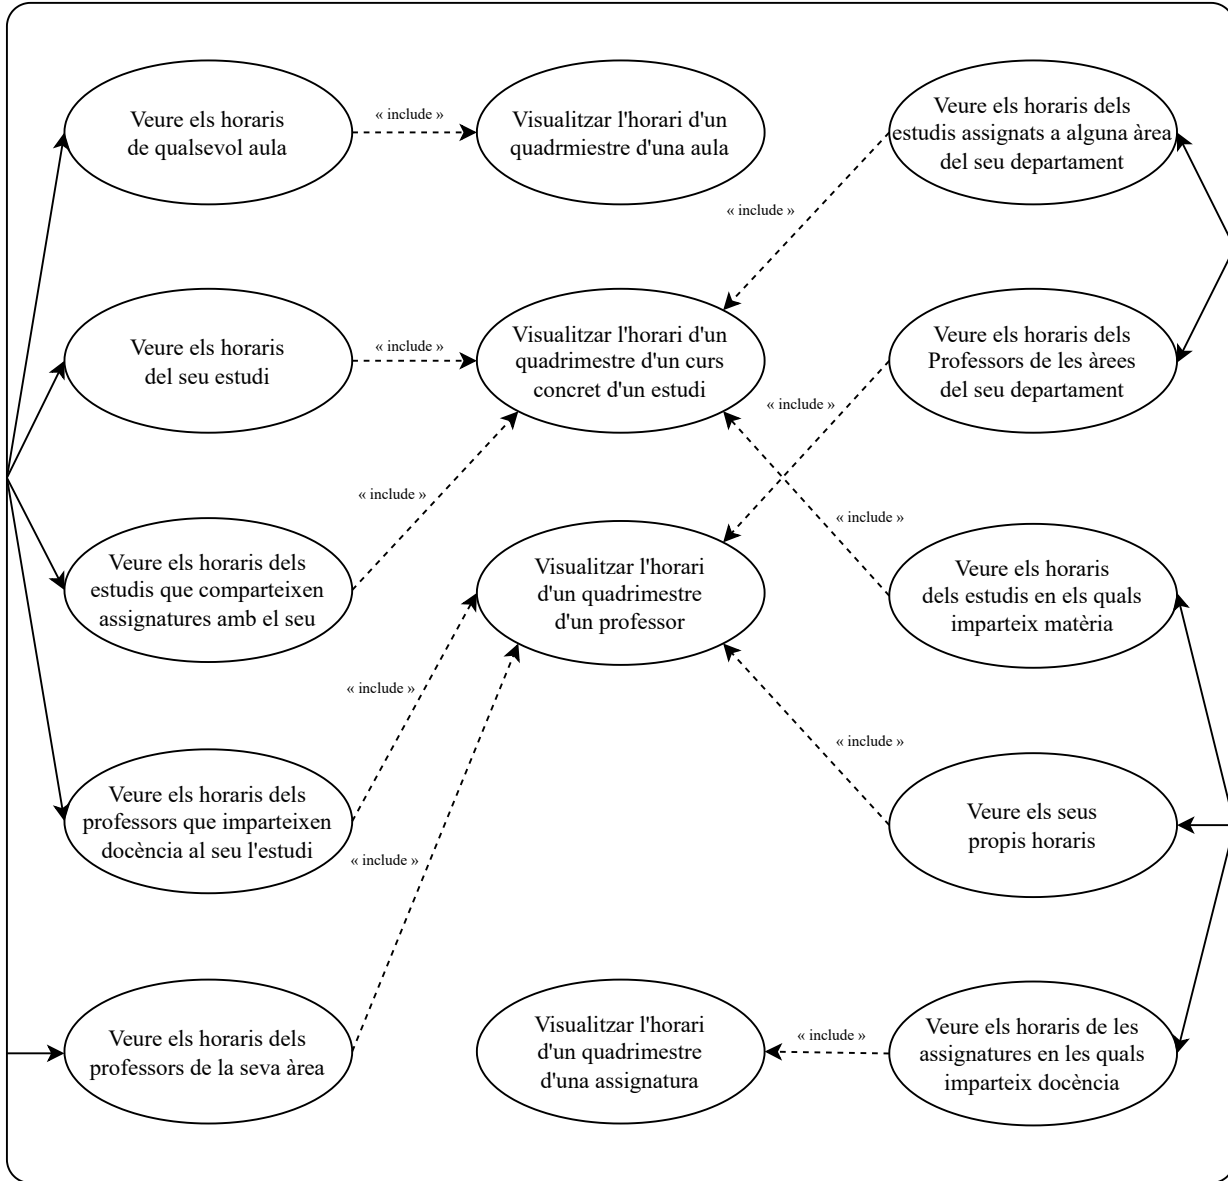 Veure els horaris
de qualsevol aula
« include »
Visualitzar l'horari d'un
quadrmiestre d'una aula
Veure els horaris dels
estudis assignats a alguna àrea
del seu departament
« include »
Veure els horaris
del seu estudi
« include »
Visualitzar l'horari d'un
quadrimestre d'un curs
concret d'un estudi
Veure els horaris dels
Professors de les àrees
del seu departament
« include »
« include »
« include »
Veure els horaris dels
estudis que comparteixen
assignatures amb el seu
Visualitzar l'horari
d'un quadrimestre
d'un professor
Veure els horaris
dels estudis en els quals
imparteix matèria
« include »
« include »
Veure els horaris dels
professors que imparteixen
docència al seu l'estudi
« include »
Veure els seus
propis horaris
Veure els horaris dels
professors de la seva àrea
Visualitzar l'horari
d'un quadrimestre
d'una assignatura
« include »
Veure els horaris de les
assignatures en les quals
imparteix docència